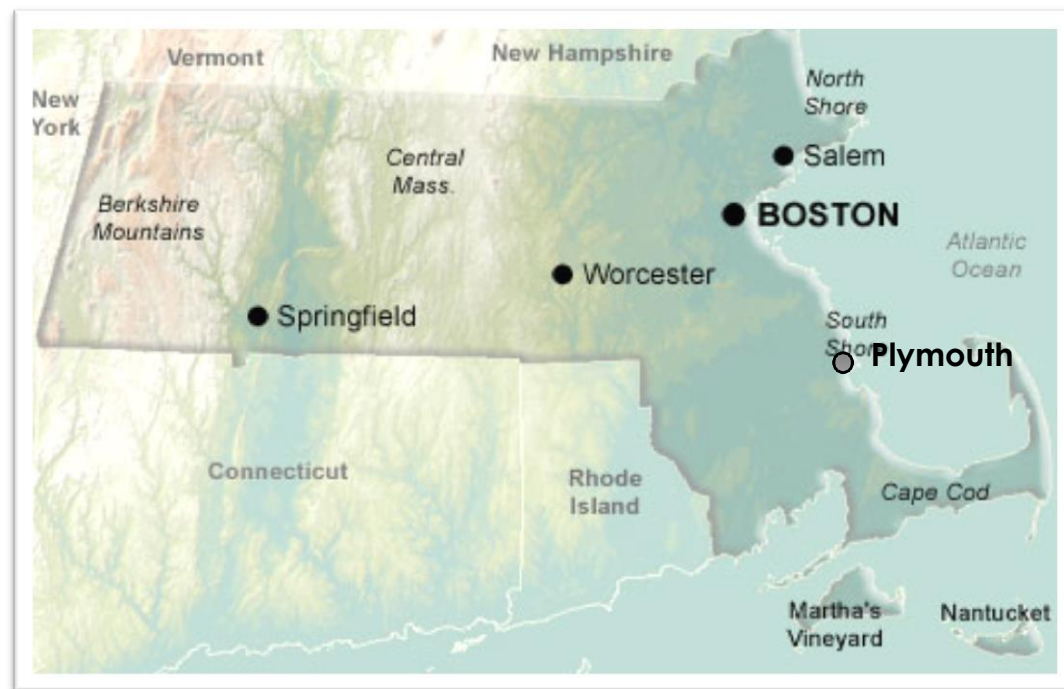 Vermont
New Hampshire
New
York
North
Shore
Central
Mass.
Salem
Berkshire
Mountains
BOSTON
Atlantic
Ocean
Worcester
Springfield
South
Shore
Plymouth
Connecticut
Rhode
Island
Cape Cod
Martha's
Vineyard
Nantucket